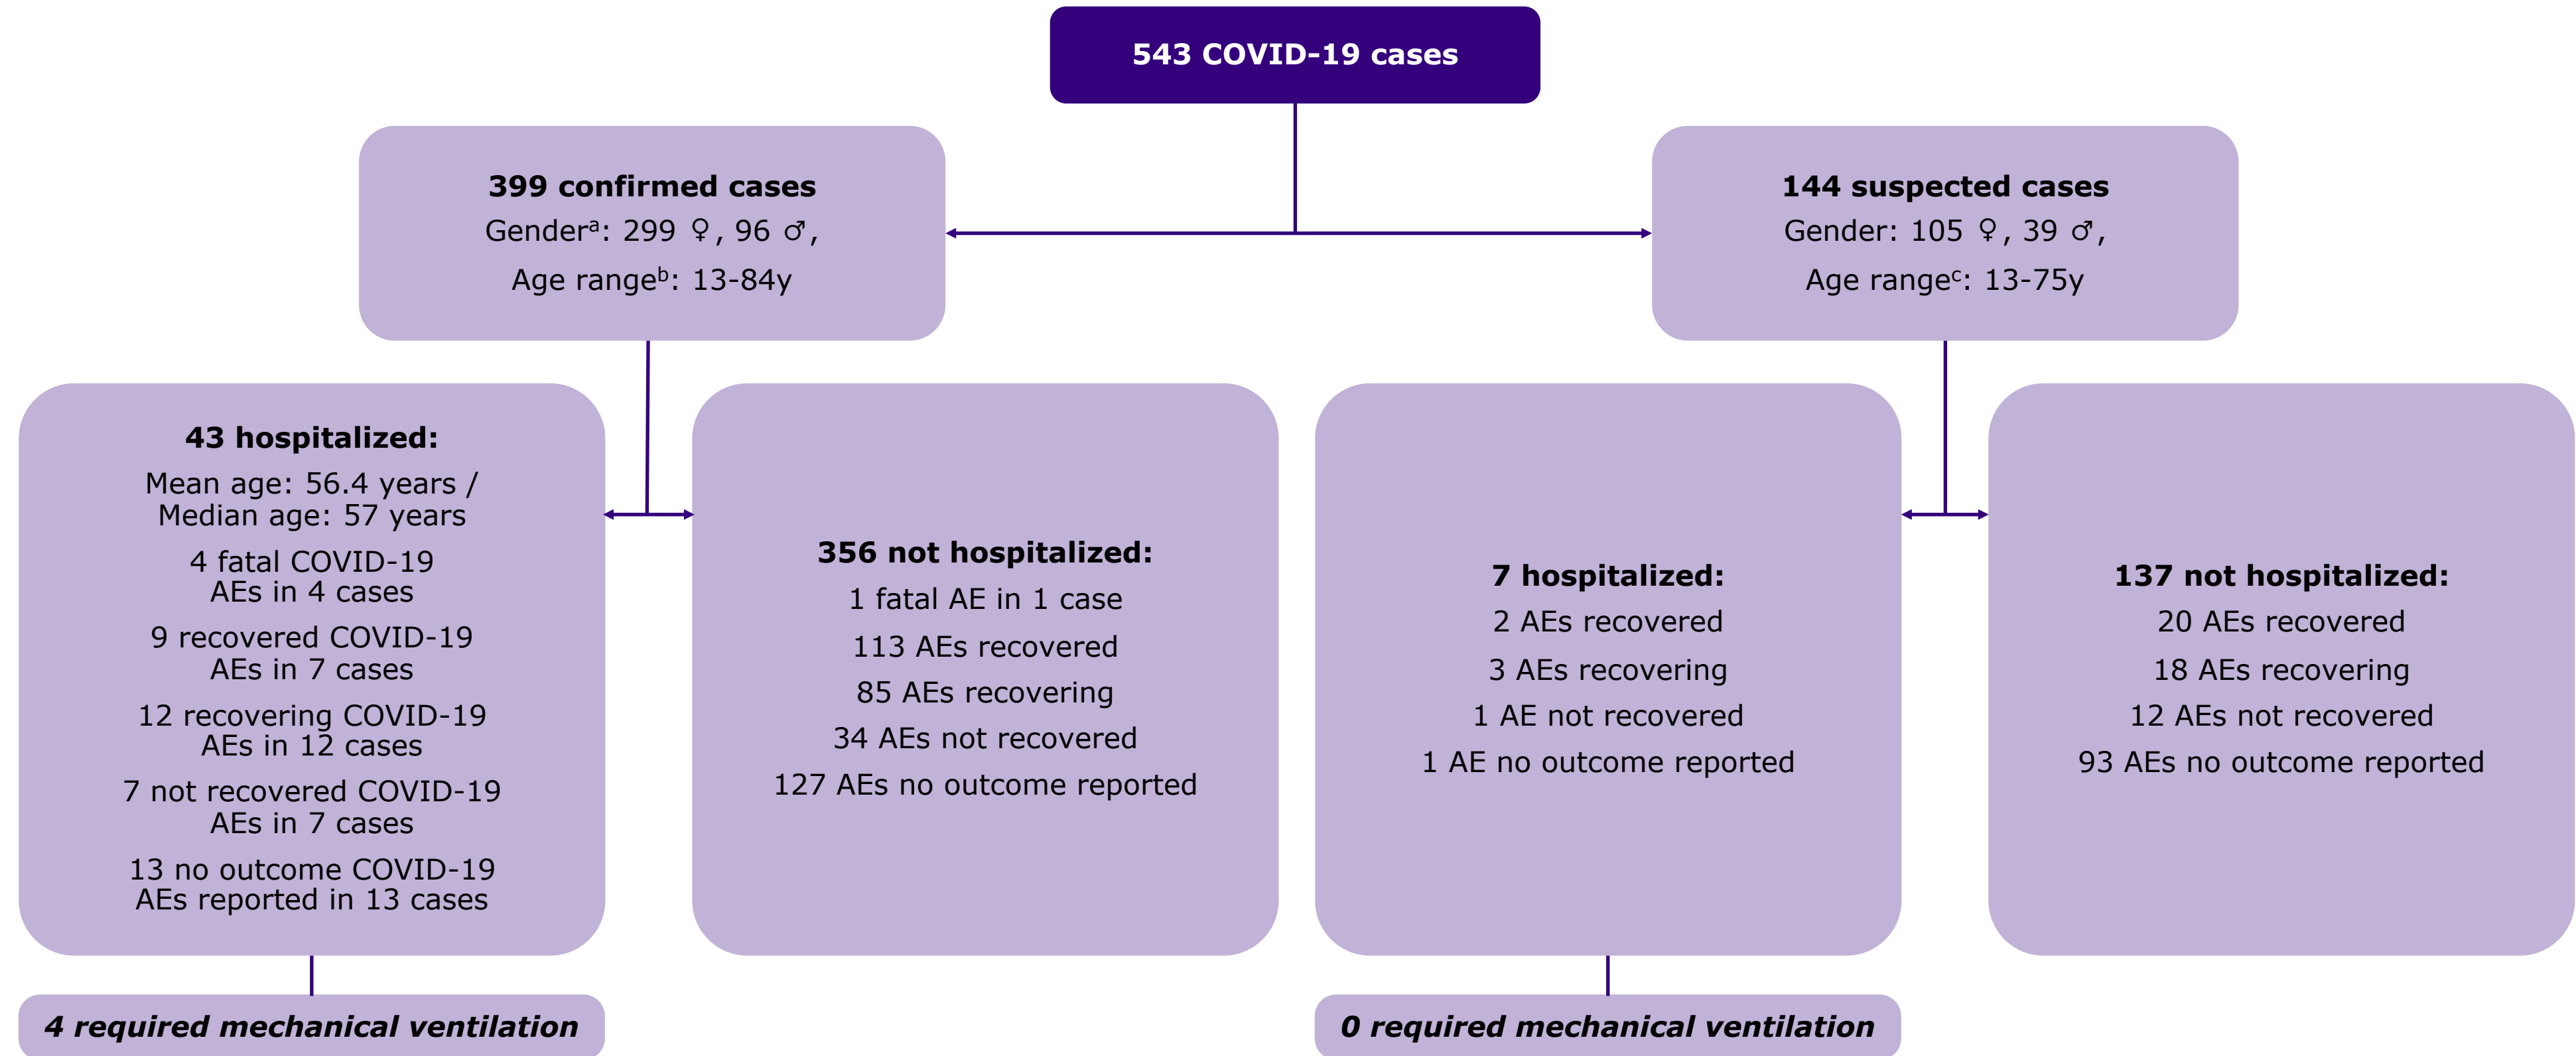 543 COVID-19 cases
399 confirmed cases
Genderᵃ: 299 ♀, 96 ♂,
Age rangeᵇ: 13-84y
144 suspected cases
Gender: 105 ♀, 39 ♂,
Age rangeᶜ: 13-75y
43 hospitalized:
Mean age: 56.4 years /
Median age: 57 years
4 fatal COVID-19
AEs in 4 cases
9 recovered COVID-19
AEs in 7 cases
12 recovering COVID-19
AEs in 12 cases
7 not recovered COVID-19
AEs in 7 cases
13 no outcome COVID-19
AEs reported in 13 cases
356 not hospitalized:
1 fatal AE in 1 case
113 AEs recovered
85 AEs recovering
34 AEs not recovered
127 AEs no outcome reported
7 hospitalized:
2 AEs recovered
3 AEs recovering
1 AE not recovered
1 AE no outcome reported
137 not hospitalized:
20 AEs recovered
18 AEs recovering
12 AEs not recovered
93 AEs no outcome reported
4 required mechanical ventilation
0 required mechanical ventilation